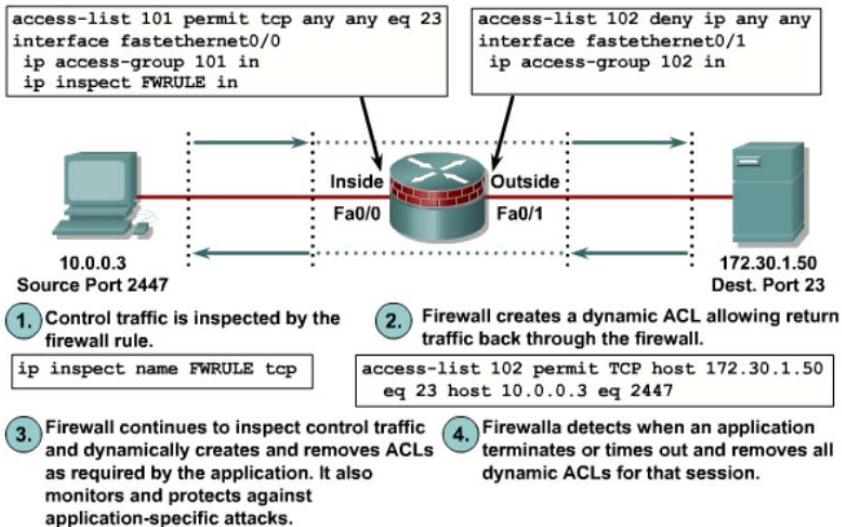 access-list 101 permit tcp any any eq 23
interface fastethernet0/0
ip access-group 101 in
ip inspect FWRULE in
access-list 102 deny ip any any
interface fastethernet0/1
ip access-group 102 in
Inside
Outside
Fa0/0
Fa0/1
10.0.0.3
Source Port 2447
172.30.1.50
Dest. Port 23
1. Control traffic is inspected by the
firewall rule.
ip inspect name FWRULE tcp
2. Firewall creates a dynamic ACL allowing return
traffic back through the firewall.
access-list 102 permit TCP host 172.30.1.50
eq 23 host 10.0.0.3 eq 2447
3. Firewall continues to inspect control traffic
and dynamically creates and removes ACLs
as required by the application. It also
monitors and protects against
application-specific attacks.
4. Firewalla detects when an application
terminates or times out and removes all
dynamic ACLs for that session.